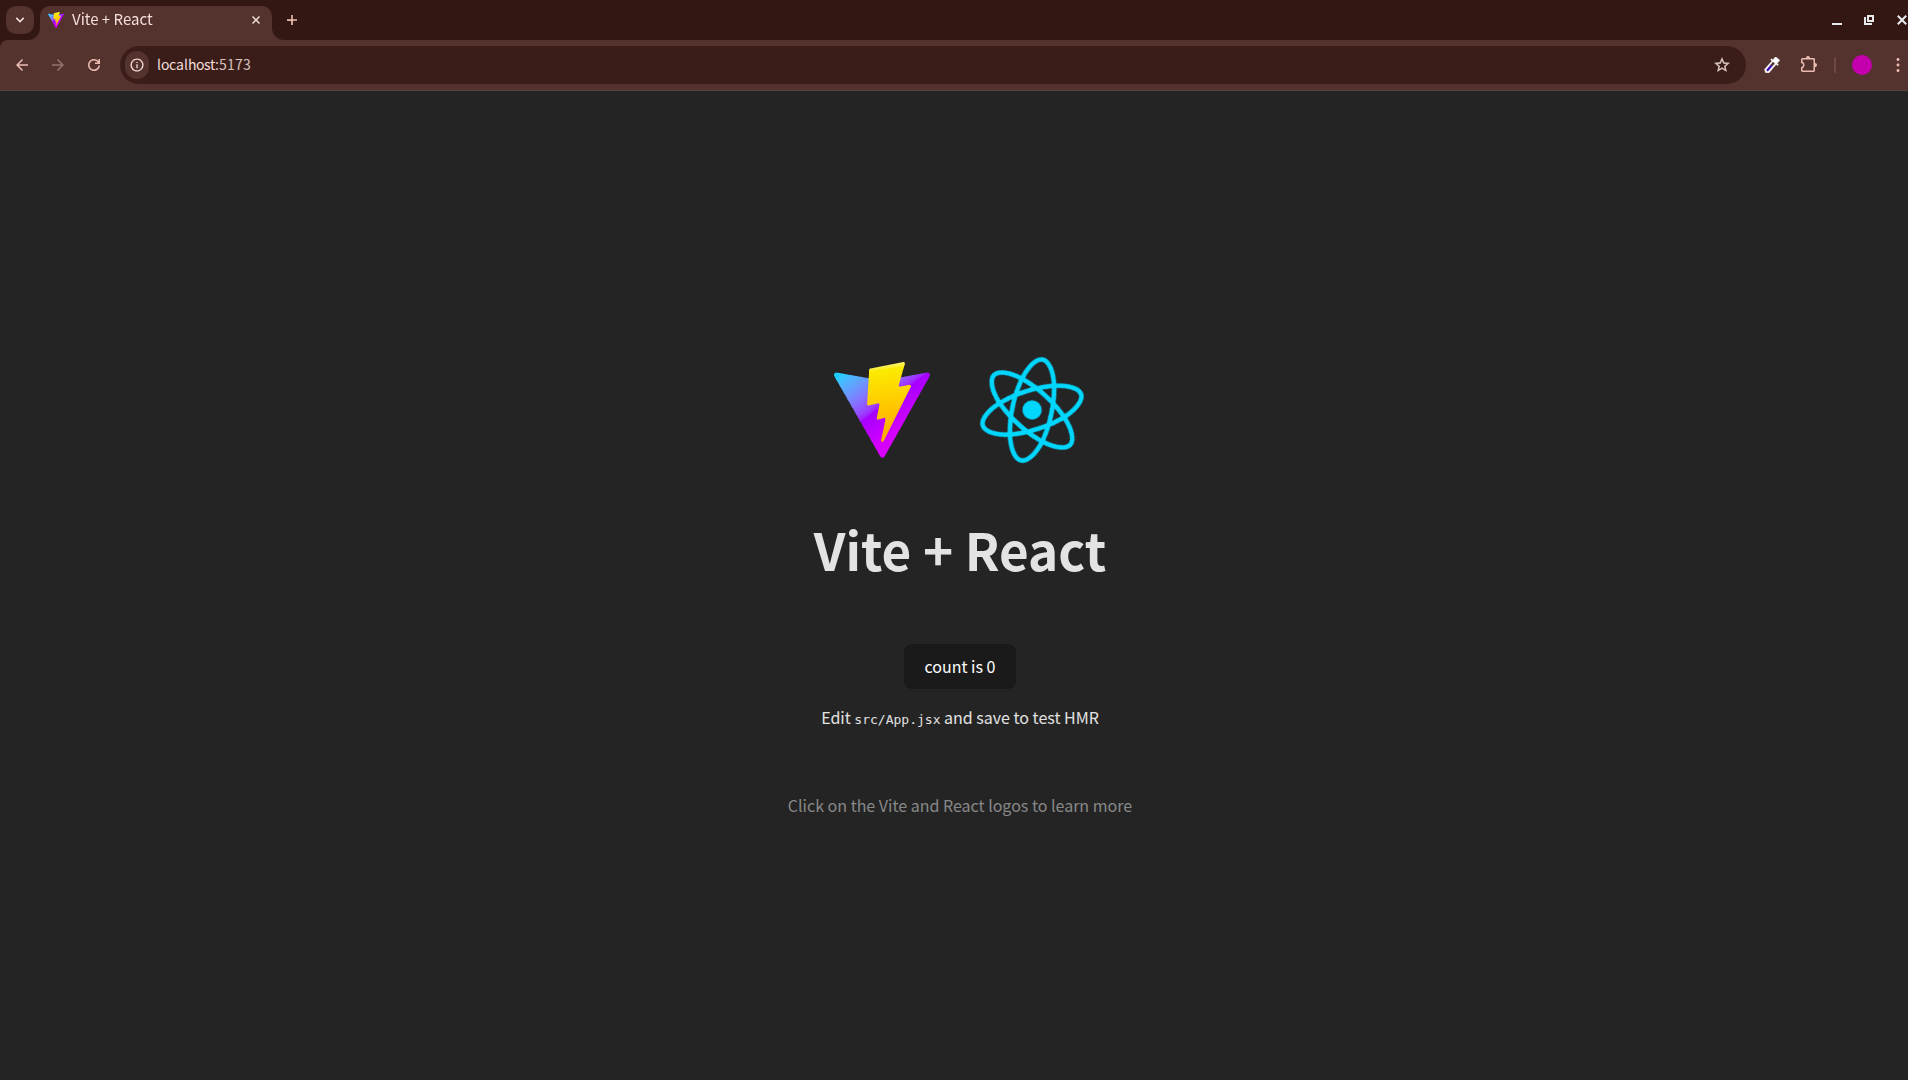 Vite + React
localhost:5173
Vite + React
count is 0
Edit src/App.jsx and save to test HMR
Click on the Vite and React logos to learn more